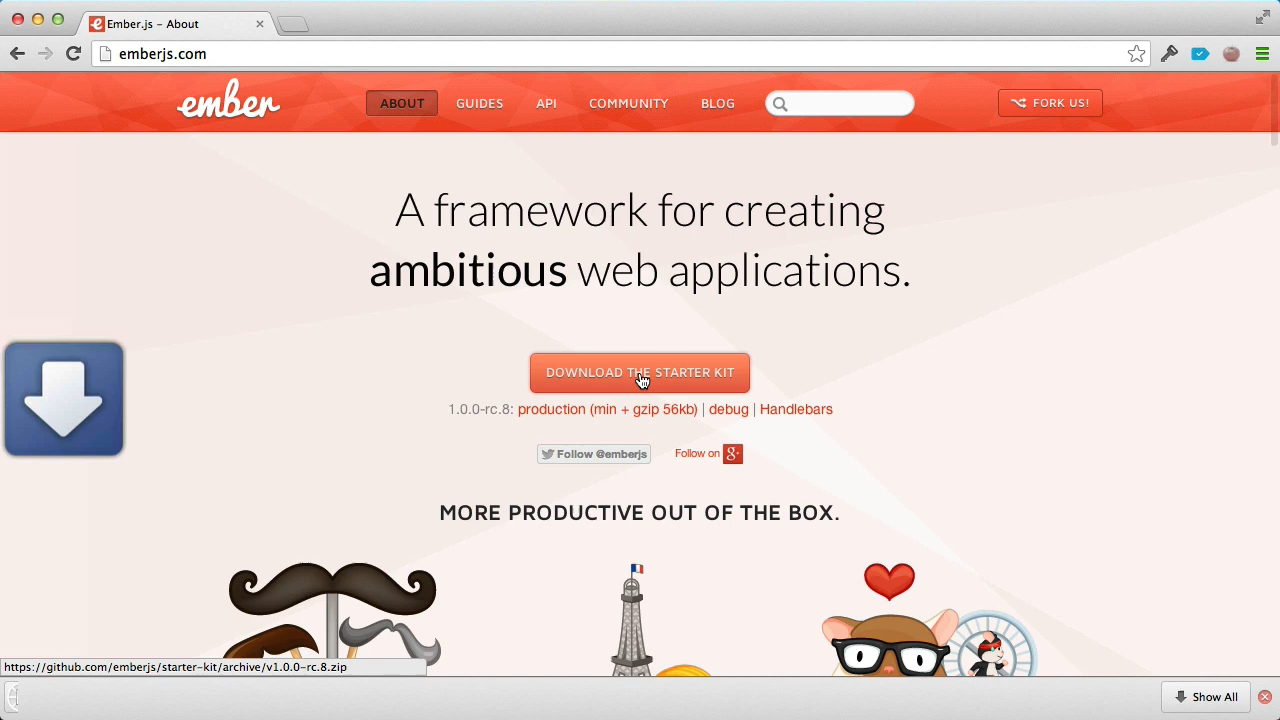 Ember.js – About
emberjs.com
ember
ABOUT GUIDES API COMMUNITY BLOG
FORK US!
A framework for creating
ambitious web applications.
DOWNLOAD THE STARTER KIT
1.0.0-rc.8: production (min + gzip 56kb) | debug | Handlebars
Follow @emberjs Follow on g+
MORE PRODUCTIVE OUT OF THE BOX.
https://github.com/emberjs/starter-kit/archive/v1.0.0-rc.8.zip
Show All